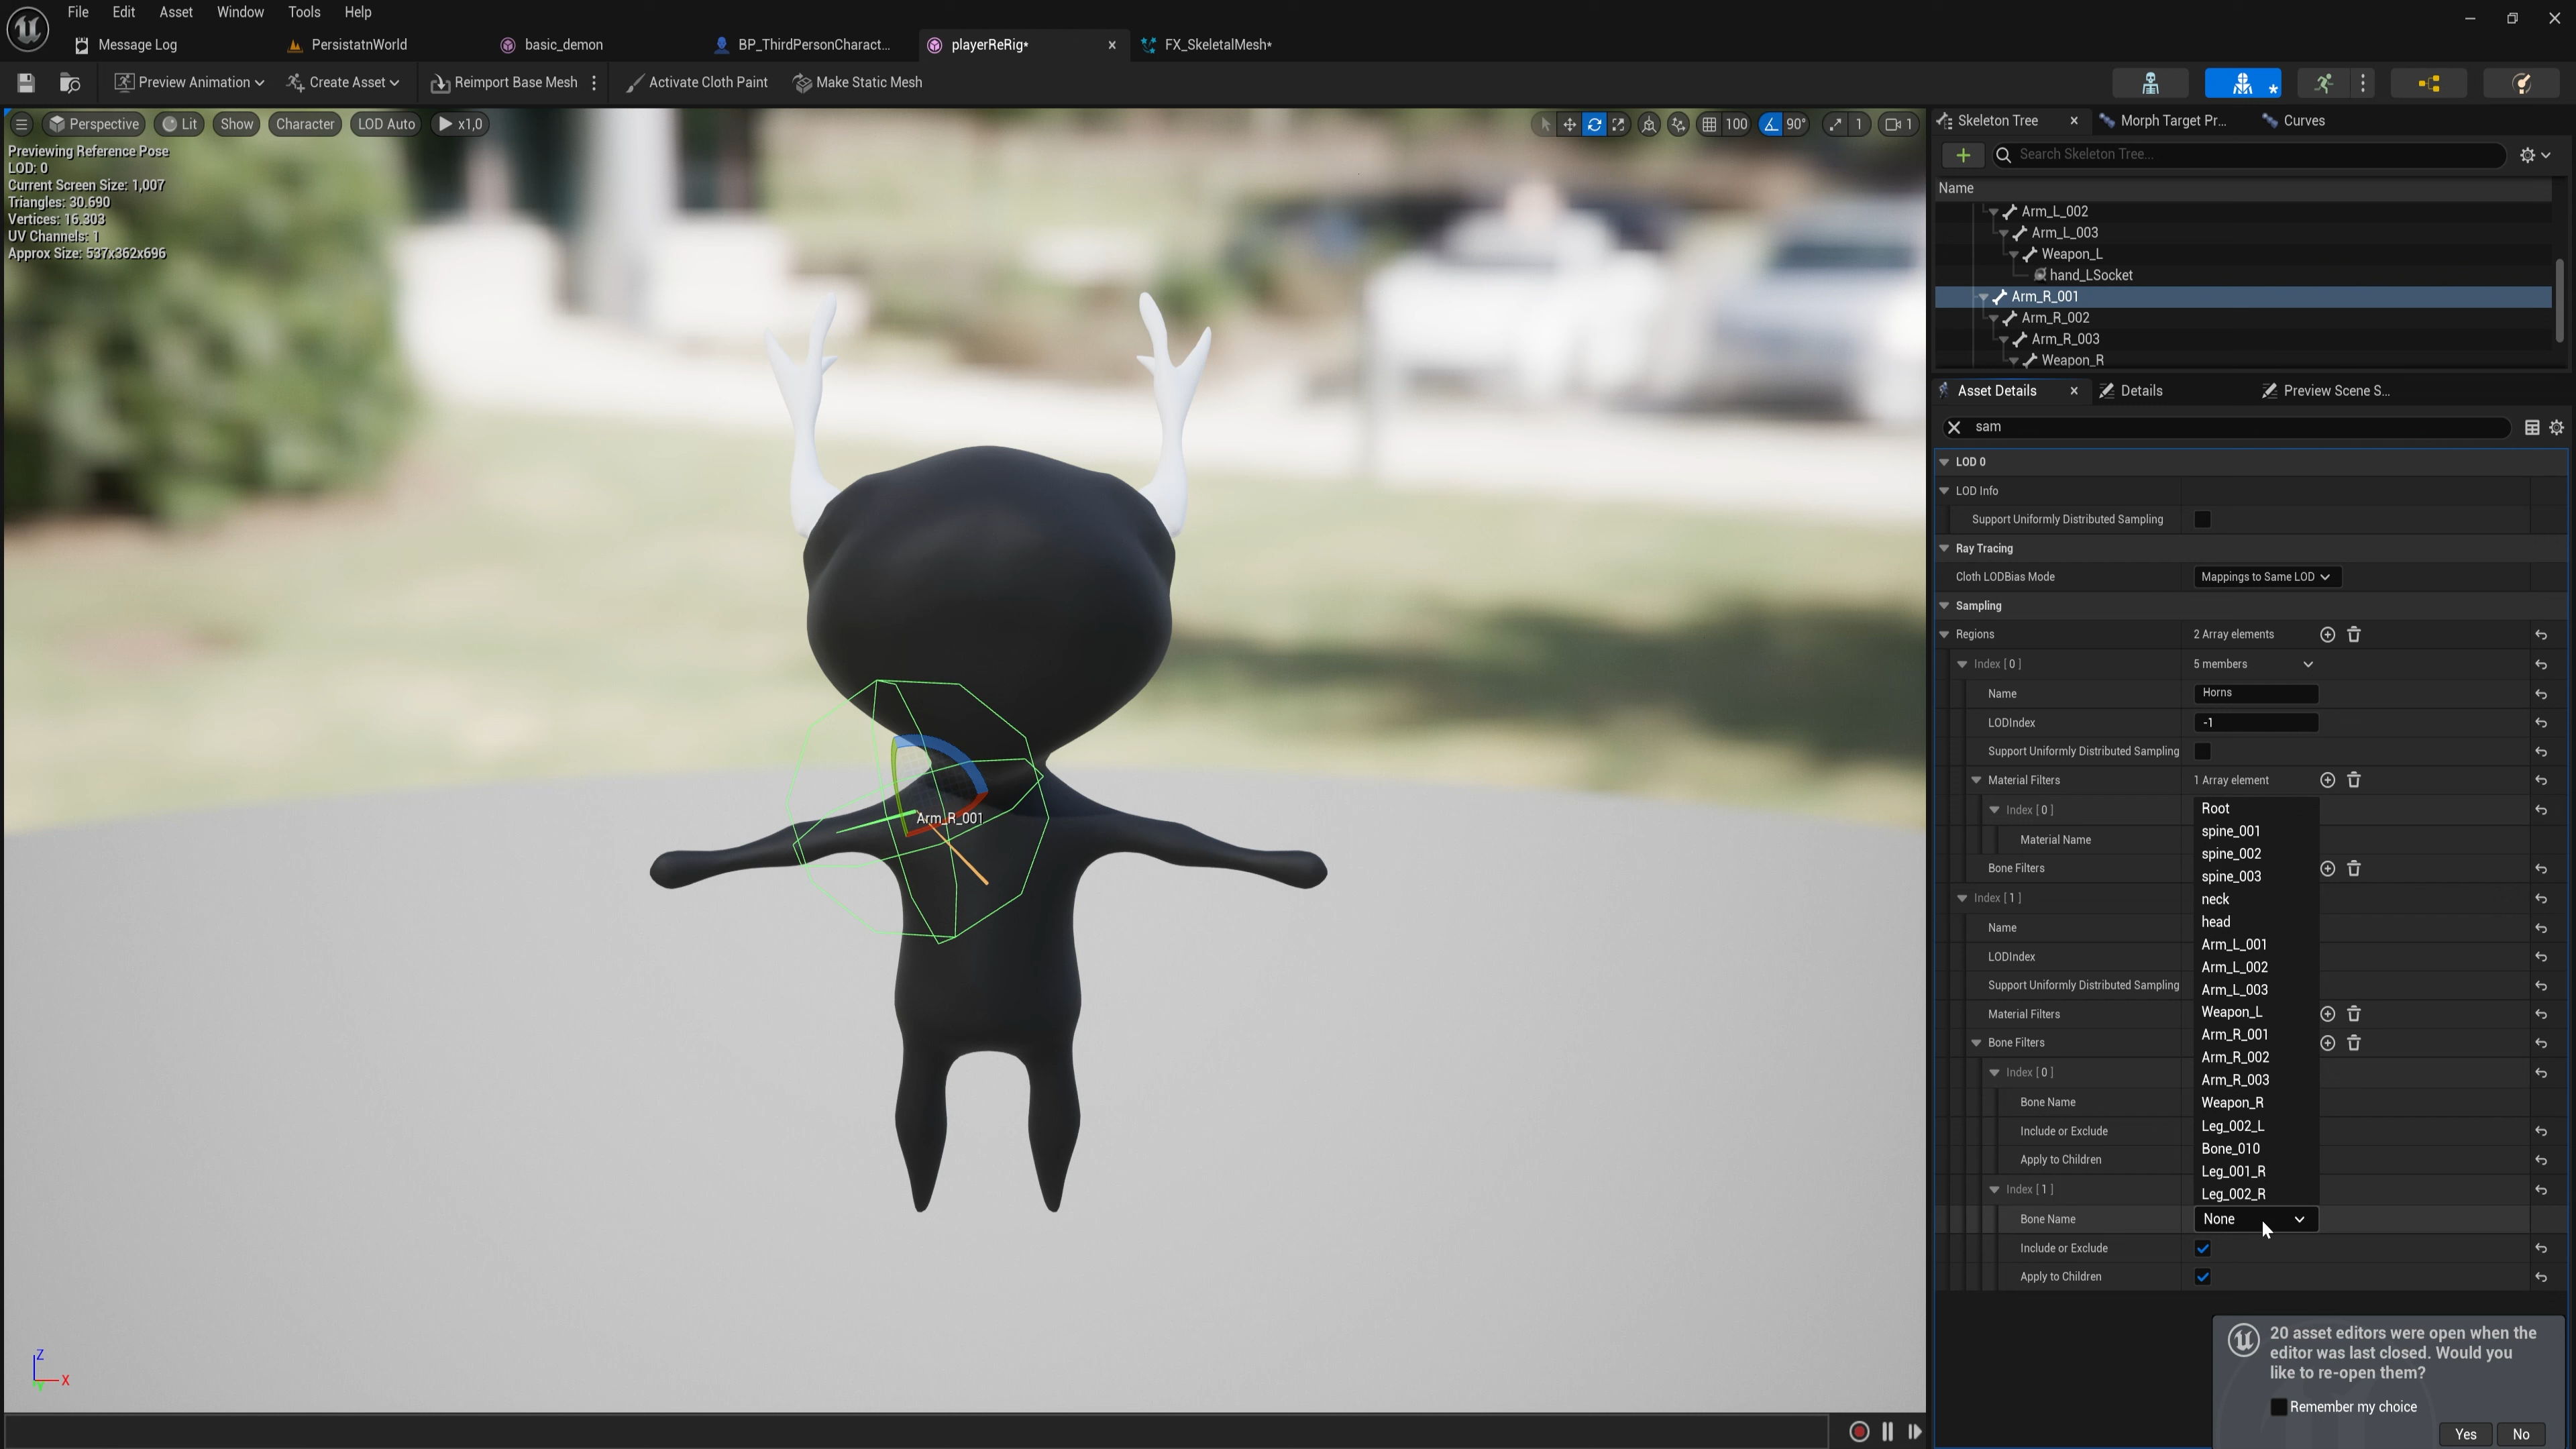 File Edit Asset Window Tools Help
Message Log PersistatnWorld basic_demon BP_ThirdPersonCharact... playerReRig* FX_SkeletalMesh*
Preview Animation Create Asset Reimport Base Mesh Activate Cloth Paint Make Static Mesh
Perspective Lit Show Character LOD Auto x1,0 100 90° 1 1
Previewing Reference Pose
LOD: 0
Current Screen Size: 1,007
Triangles: 30.690
Vertices: 16.303
UV Channels: 1
Approx Size: 537x362x696
Arm_R_001
Z
X
Y
Skeleton Tree Morph Target Pr... Curves
Search Skeleton Tree...
Name
Arm_L_002
Arm_L_003
Weapon_L
hand_LSocket
Arm_R_001
Arm_R_002
Arm_R_003
Weapon_R
Asset Details Details Preview Scene S...
sam
LOD 0
LOD Info
Support Uniformly Distributed Sampling
Ray Tracing
Cloth LODBias Mode Mappings to Same LOD
Sampling
Regions 2 Array elements
Index [ 0 ] 5 members
Name Horns
LODIndex -1
Support Uniformly Distributed Sampling
Material Filters 1 Array element
Index [ 0 ]
Material Name
Bone Filters
Index [ 1 ]
Name
LODIndex
Support Uniformly Distributed Sampling
Material Filters
Bone Filters
Index [ 0 ]
Bone Name
Include or Exclude
Apply to Children
Index [ 1 ]
Bone Name None
Include or Exclude
Apply to Children
Root
spine_001
spine_002
spine_003
neck
head
Arm_L_001
Arm_L_002
Arm_L_003
Weapon_L
Arm_R_001
Arm_R_002
Arm_R_003
Weapon_R
Leg_002_L
Bone_010
Leg_001_R
Leg_002_R
20 asset editors were open when the
editor was last closed. Would you
like to re-open them?
Remember my choice
Yes No